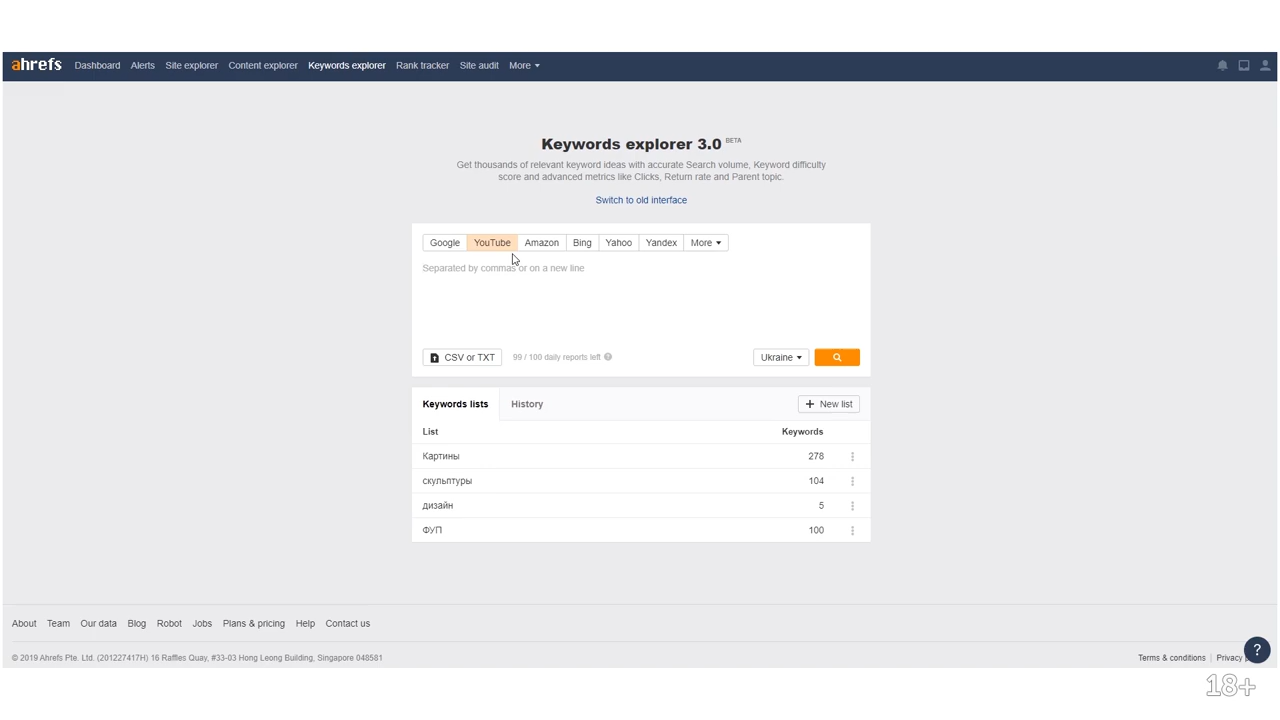 ahrefs Dashboard Alerts Site explorer Content explorer Keywords explorer Rank tracker Site audit More
Keywords explorer 3.0 BETA
Get thousands of relevant keyword ideas with accurate Search volume, Keyword difficulty
score and advanced metrics like Clicks, Return rate and Parent topic.
Switch to old interface
Google YouTube Amazon Bing Yahoo Yandex More
Separated by commas or on a new line
CSV or TXT 99 / 100 daily reports left ? Ukraine
Keywords lists History + New list
List Keywords
Картины 278
скульптуры 104
дизайн 5
ФУП 100
About Team Our data Blog Robot Jobs Plans & pricing Help Contact us
© 2019 Ahrefs Pte. Ltd. (201227417H) 16 Raffles Quay, #33-03 Hong Leong Building, Singapore 048581 Terms & conditions | Privacy ?
18+